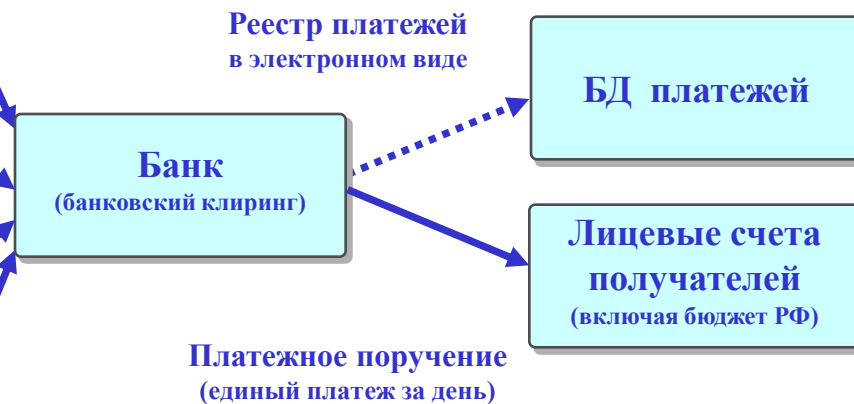 Реестр платежей
в электронном виде
БД платежей
Банк
(банковский клиринг)
Лицевые счета
получателей
(включая бюджет РФ)
Платежное поручение
(единый платеж за день)